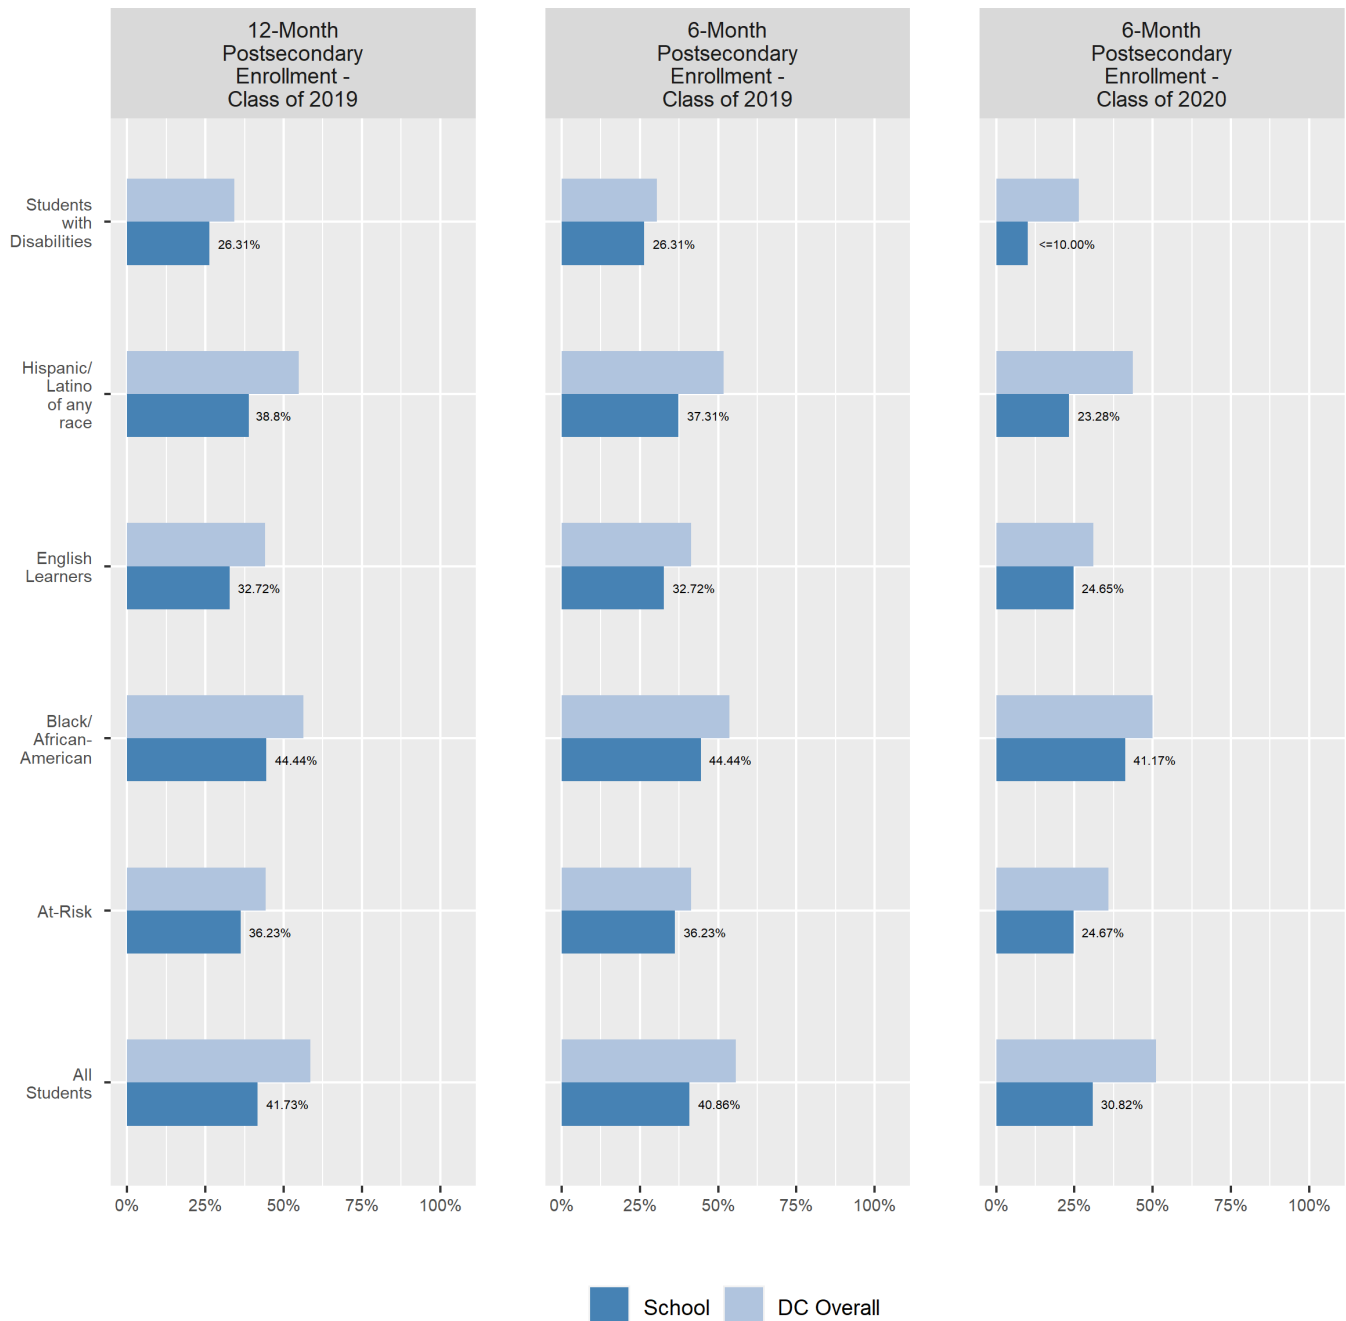 12-Month
Postsecondary
Enrollment -
Class of 2019
6-Month
Postsecondary
Enrollment -
Class of 2019
6-Month
Postsecondary
Enrollment -
Class of 2020
Students
with
Disabilities
26.31%
26.31%
<=10.00%
Hispanic/
Latino
of any
race
38.8%
37.31%
23.28%
English
Learners
32.72%
32.72%
24.65%
Black/
African-
American
44.44%
44.44%
41.17%
At-Risk
36.23%
36.23%
24.67%
All
Students
41.73%
40.86%
30.82%
0% 25% 50% 75% 100%
0% 25% 50% 75% 100%
0% 25% 50% 75% 100%
School
DC Overall